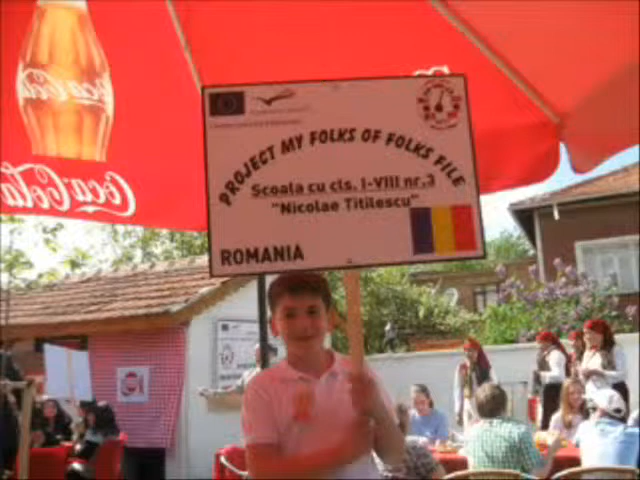 Coca-Cola
Coca-Cola
PROJECT MY FOLKS OF FOLKS FILE
Scoala cu cls. I-VIII nr.3
"Nicolae Titilescu"
ROMANIA